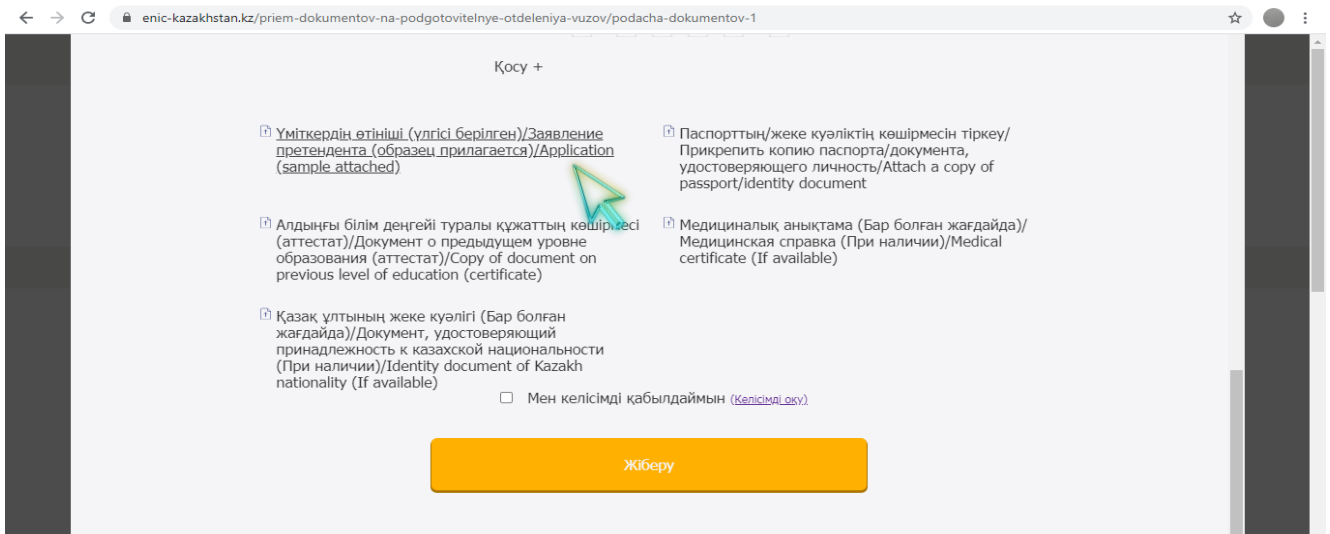 enic-kazakhstan.kz/priem-dokumentov-na-podgotovitelnye-otdeleniya-vuzov/podacha-dokumentov-1
Қосу +
Үміткердің өтініші (үлгісі берілген)/Заявление
претендента (образец прилагается)/Application
(sample attached)
Паспорттың/жеке куәліктің көшірмесін тіркеу/
Прикрепить копию паспорта/документа,
удостоверяющего личность/Attach a copy of
passport/identity document
Алдыңғы білім деңгейі туралы құжаттың көшірмесі
(аттестат)/Документ о предыдущем уровне
образования (аттестат)/Copy of document on
previous level of education (certificate)
Медициналық анықтама (Бар болған жағдайда)/
Медицинская справка (При наличии)/Medical
certificate (If available)
Қазақ ұлтының жеке куәлігі (Бар болған
жағдайда)/Документ, удостоверяющий
принадлежность к казахской национальности
(При наличии)/Identity document of Kazakh
nationality (If available)
Мен келісімді қабылдаймын (Келісімді оқу)
Жіберу